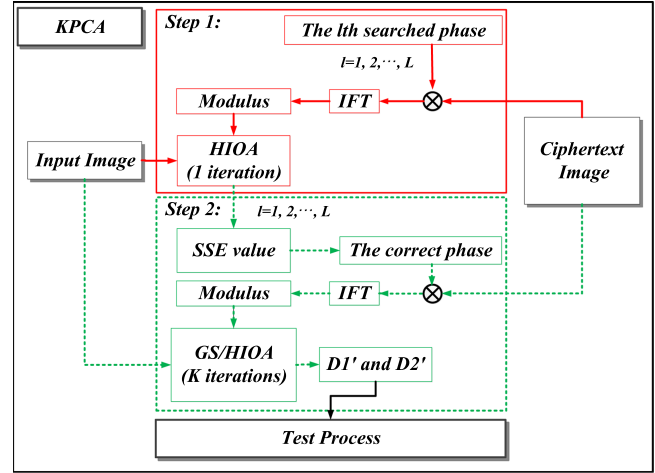 KPCA
Step 1:
The lth searched phase
l=1, 2,···, L
Modulus
IFT
Input Image
HIOA
(1 iteration)
Ciphertext
Image
Step 2:
l=1, 2,···, L
SSE value
The correct phase
Modulus
IFT
GS/HIOA
(K iterations)
D1' and D2'
Test Process